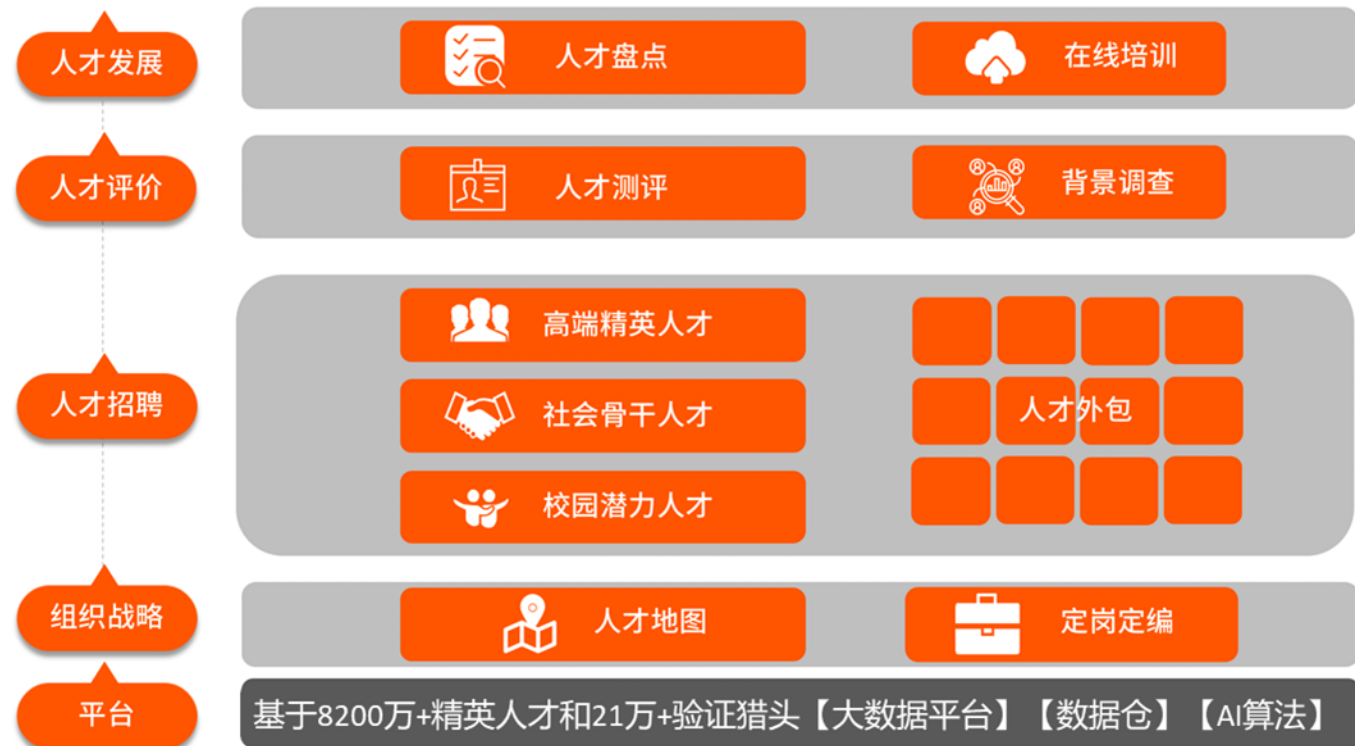 人才发展
人才盘点
在线培训
人才评价
人才测评
背景调查
人才招聘
高端精英人才
社会骨干人才
校园潜力人才
人才外包
组织战略
人才地图
定岗定编
平台
基于8200万+精英人才和21万+验证猎头【大数据平台】【数据仓】【AI算法】